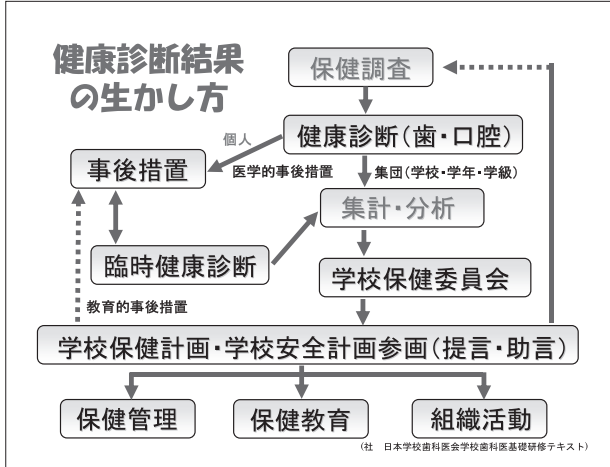 健康診断結果
の生かし方
保健調査
健康診断(歯・口腔)
個人
医学的事後措置
集団(学校・学年・学級)
事後措置
集計・分析
臨時健康診断
学校保健委員会
教育的事後措置
学校保健計画・学校安全計画参画(提言・助言)
保健管理
保健教育
組織活動
(社 日本学校歯科医会学校歯科医基礎研修テキスト)